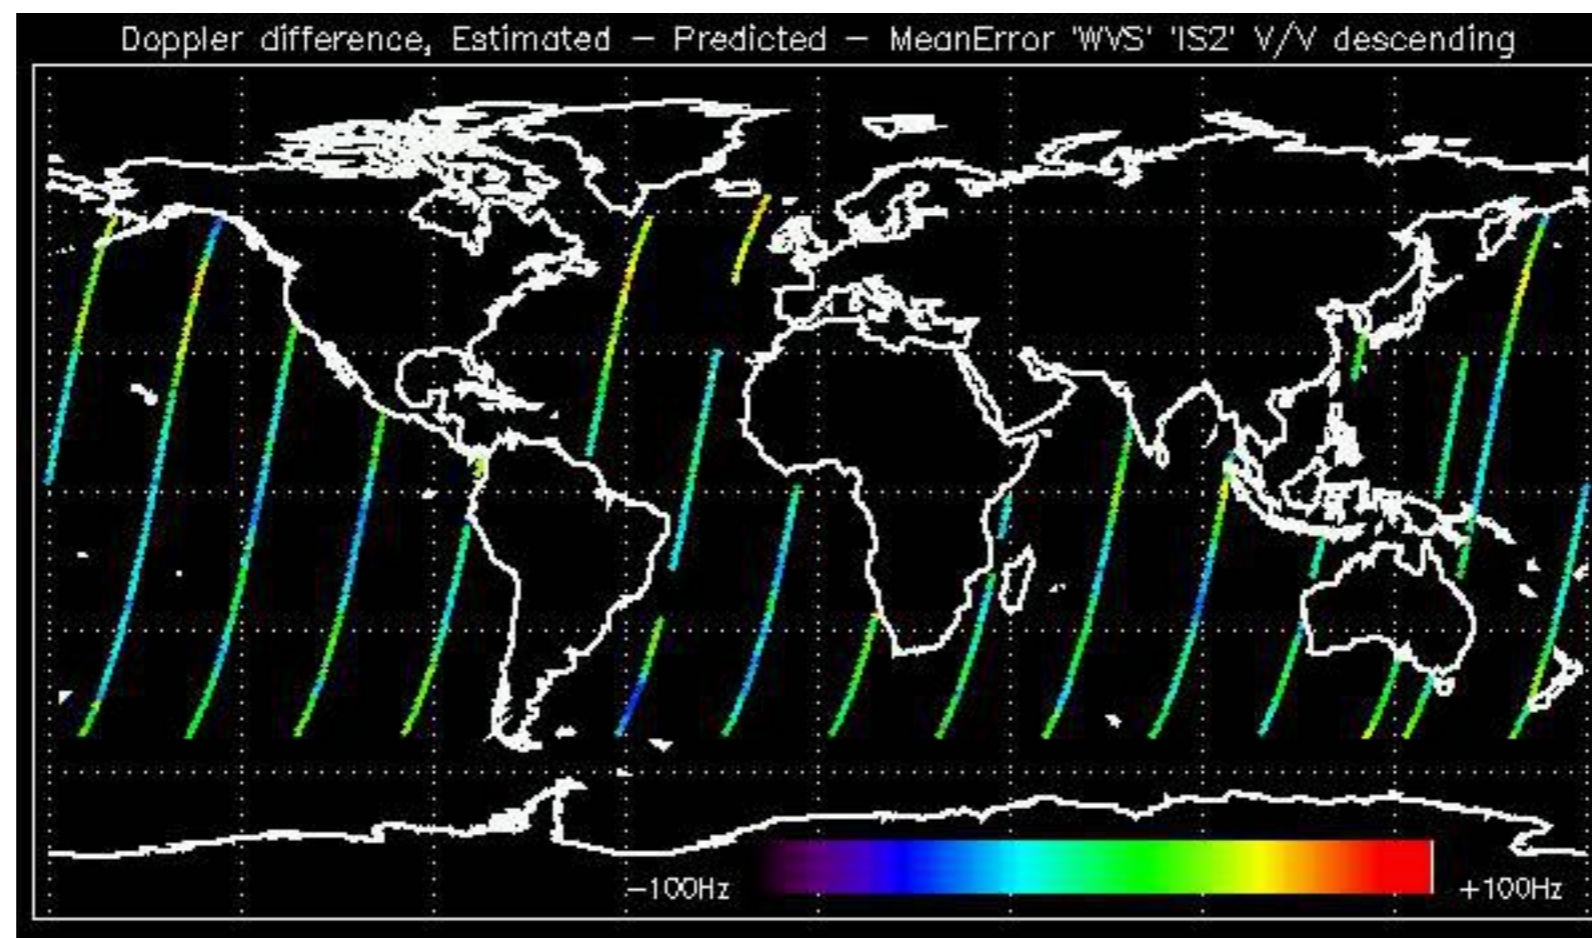 Doppler difference, Estimated – Predicted – MeanError 'WVS' 'IS2' V/V descending
–100Hz
+100Hz